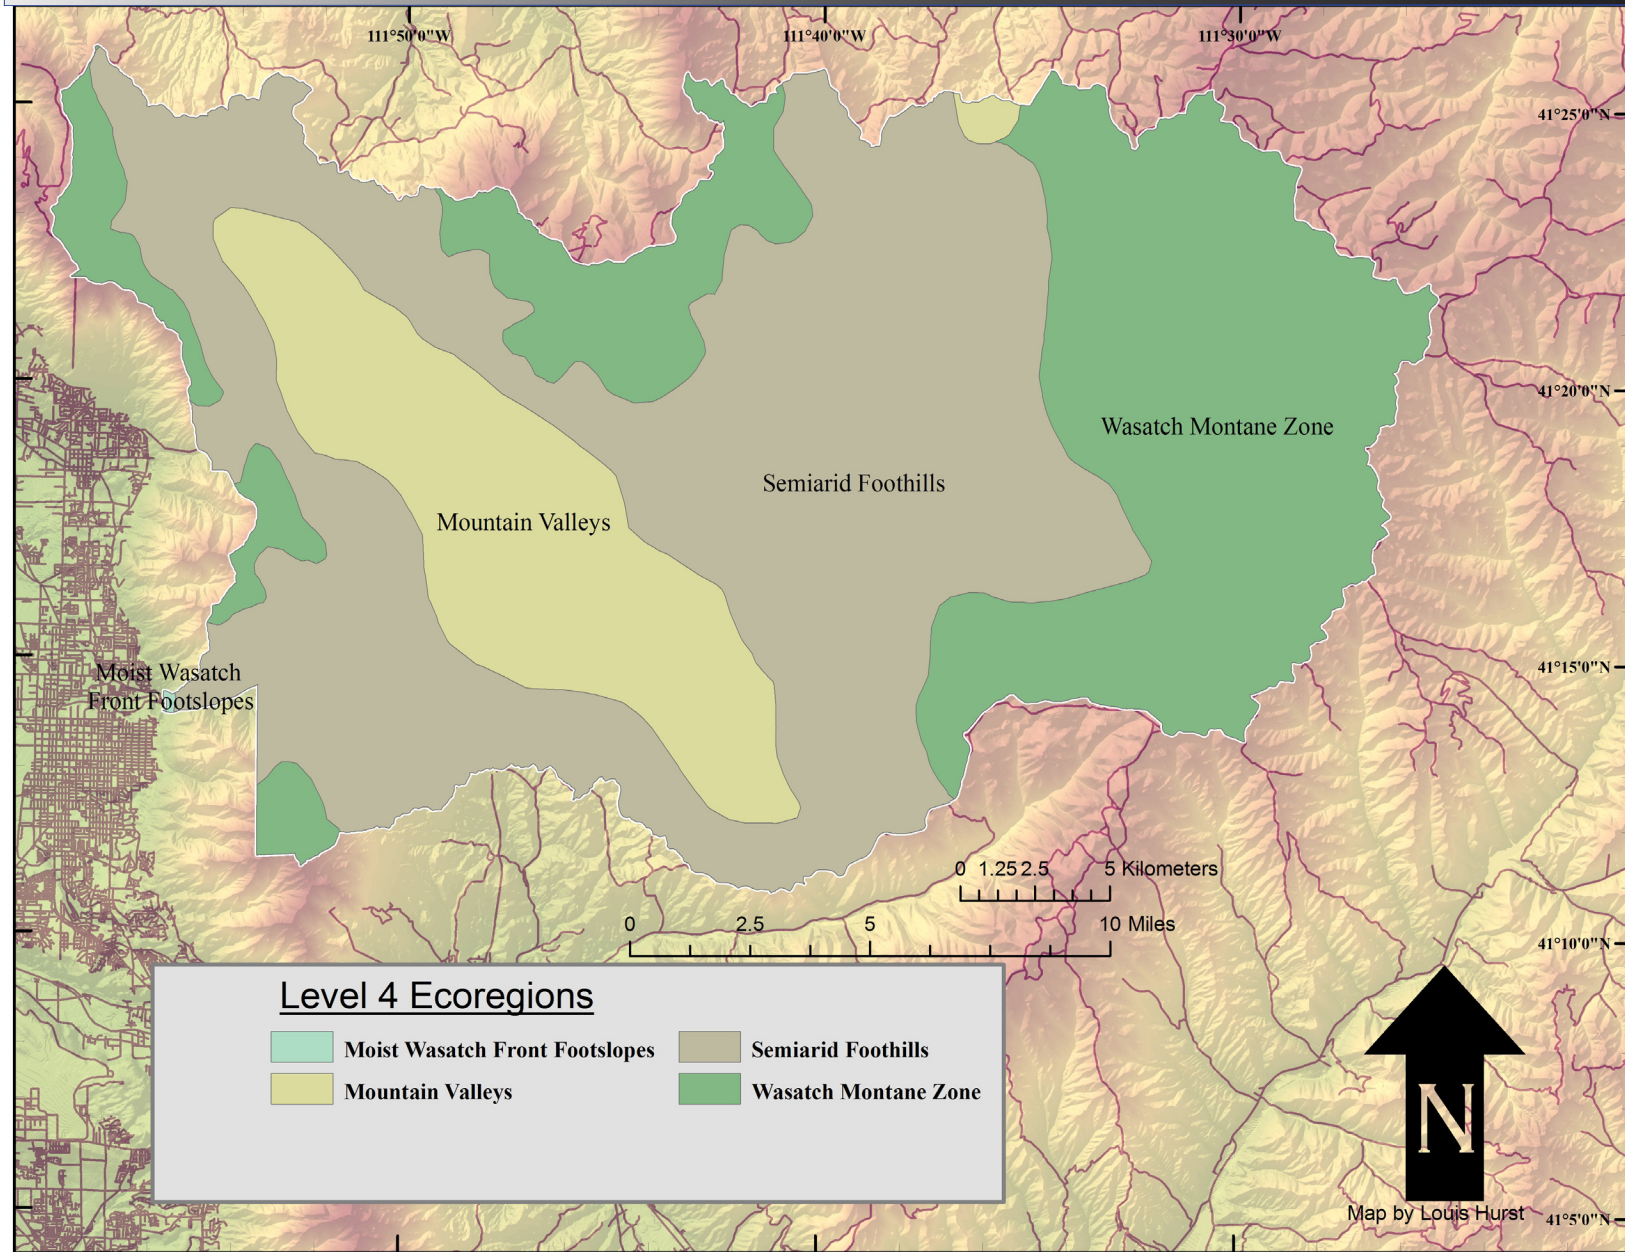 111°50'0"W
111°40'0"W
111°30'0"W
41°25'0"N
41°20'0"N
Wasatch Montane Zone
Semiarid Foothills
Mountain Valleys
41°15'0"N
Moist Wasatch
Front Footslopes
0 1.25 2.5 5 Kilometers
0 2.5 5 10 Miles
41°10'0"N
Level 4 Ecoregions
Moist Wasatch Front Footslopes
Semiarid Foothills
Mountain Valleys
Wasatch Montane Zone
N
Map by Louis Hurst
41°5'0"N